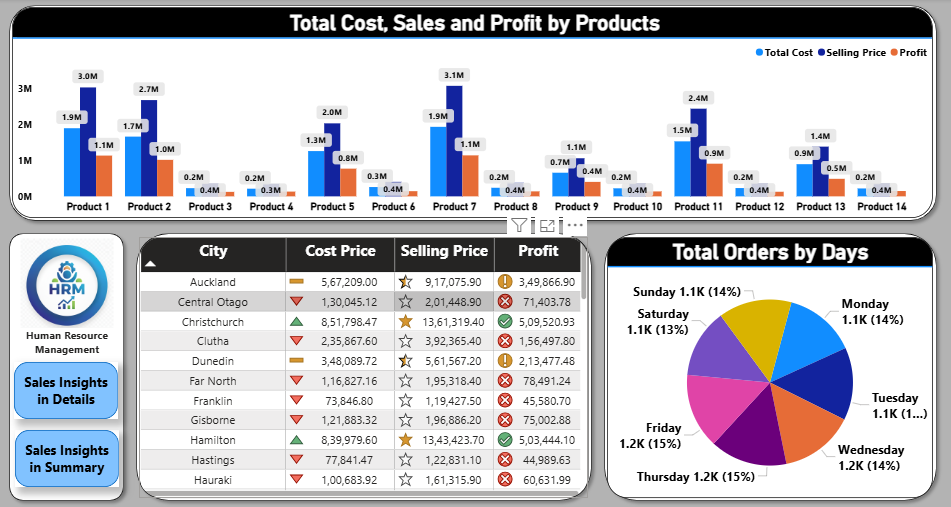 Total Cost, Sales and Profit by Products
Total Cost Selling Price Profit
3M
2M
1M
0M
1.9M 3.0M 1.1M
1.7M 2.7M 1.0M
0.2M 0.4M
0.2M 0.3M
1.3M 2.0M 0.8M
0.3M 0.4M
1.9M 3.1M 1.1M
0.2M 0.4M
0.7M 1.1M 0.4M
0.2M 0.4M
1.5M 2.4M 0.9M
0.2M 0.4M
0.9M 1.4M 0.5M
0.2M 0.4M
Product 1 Product 2 Product 3 Product 4 Product 5 Product 6 Product 7 Product 8 Product 9 Product 10 Product 11 Product 12 Product 13 Product 14
HRM
Human Resource
Management
Sales Insights
in Details
Sales Insights
in Summary
City Cost Price Selling Price Profit
Auckland 5,67,209.00 9,17,075.90 3,49,866.90
Central Otago 1,30,045.12 2,01,448.90 71,403.78
Christchurch 8,51,798.47 13,61,319.40 5,09,520.93
Clutha 2,35,867.60 3,92,365.40 1,56,497.80
Dunedin 3,48,089.72 5,61,567.20 2,13,477.48
Far North 1,16,827.16 1,95,318.40 78,491.24
Franklin 73,846.80 1,19,427.50 45,580.70
Gisborne 1,21,883.32 1,96,886.20 75,002.88
Hamilton 8,39,979.60 13,43,423.70 5,03,444.10
Hastings 77,841.47 1,22,831.10 44,989.63
Hauraki 1,00,683.92 1,61,315.90 60,631.99
Total Orders by Days
Sunday 1.1K (14%)
Monday
1.1K (14%)
Saturday
1.1K (13%)
Tuesday
1.1K (1...)
Friday
1.2K (15%)
Wednesday
1.2K (14%)
Thursday 1.2K (15%)